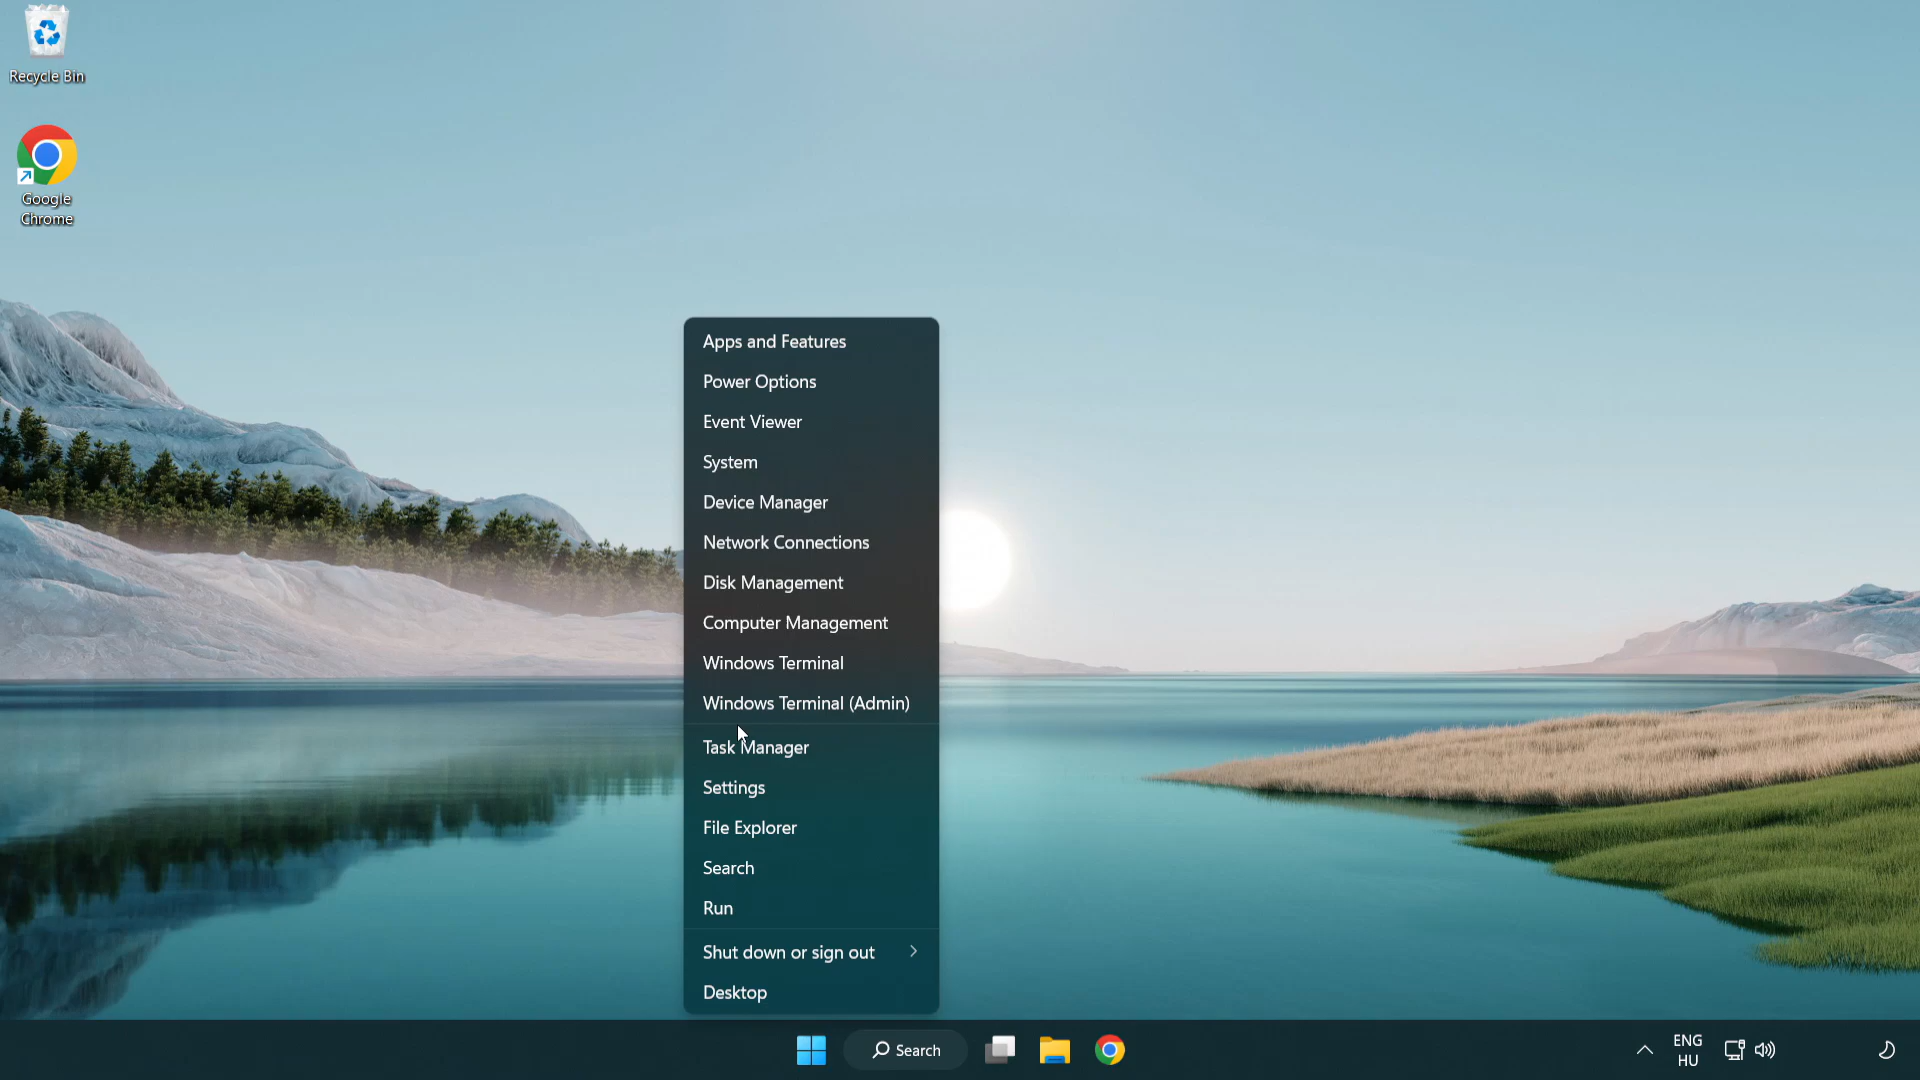 Recycle Bin
Google
Chrome
Apps and Features
Power Options
Event Viewer
System
Device Manager
Network Connections
Disk Management
Computer Management
Windows Terminal
Windows Terminal (Admin)
Task Manager
Settings
File Explorer
Search
Run
Shut down or sign out
Desktop
Search
ENG
HU